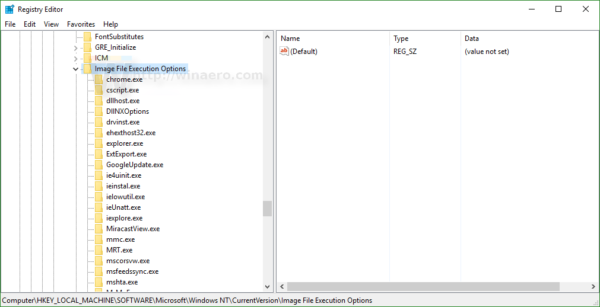 Registry Editor
File Edit View Favorites Help
FontSubstitutes
GRE_Initialize
ICM
Image File Execution Options
chrome.exe
cscript.exe
dllhost.exe
DllNXOptions
drvinst.exe
ehexthost32.exe
explorer.exe
ExtExport.exe
GoogleUpdate.exe
ie4uinit.exe
ieinstal.exe
ielowutil.exe
ieUnatt.exe
iexplore.exe
MiracastView.exe
mmc.exe
MRT.exe
mscorsvw.exe
msfeedssync.exe
mshta.exe
http://winaero.com
Name Type Data
(Default) REG_SZ (value not set)
Computer\HKEY_LOCAL_MACHINE\SOFTWARE\Microsoft\Windows NT\CurrentVersion\Image File Execution Options